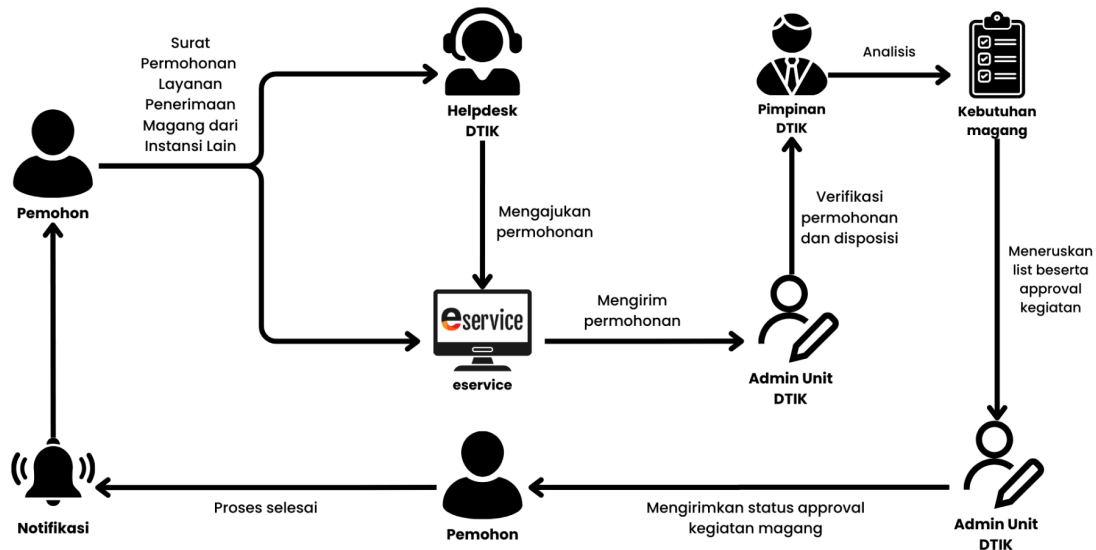 Surat
Permohonan
Layanan
Penerimaan
Magang dari
Instansi Lain
Pemohon
Helpdesk
DTIK
Mengajukan
permohonan
eservice
eservice
Mengirim
permohonan
Admin Unit
DTIK
Verifikasi
permohonan
dan disposisi
Pimpinan
DTIK
Analisis
Kebutuhan
magang
Meneruskan
list beserta
approval
kegiatan
Admin Unit
DTIK
Mengirimkan status approval
kegiatan magang
Pemohon
Proses selesai
Notifikasi